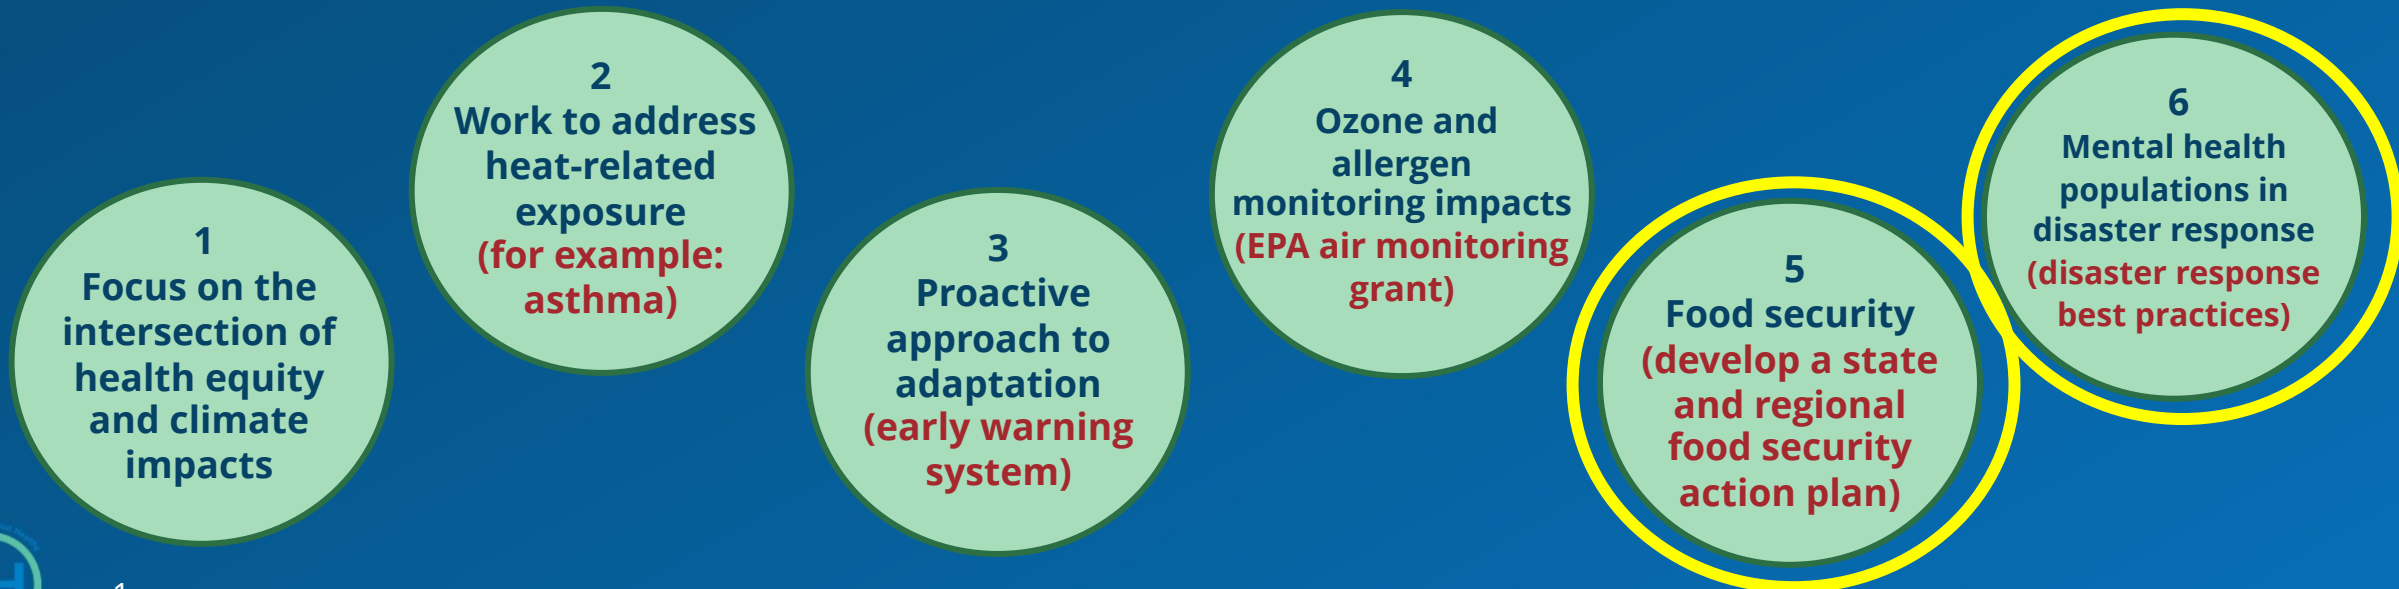 1
Focus on the
intersection of
health equity
and climate
impacts
2
Work to address
heat-related
exposure
(for example:
asthma)
3
Proactive
approach to
adaptation
(early warning
system)
4
Ozone and
allergen
monitoring impacts
(EPA air monitoring
grant)
5
Food security
(develop a state
and regional
food security
action plan)
6
Mental health
populations in
disaster response
(disaster response
best practices)